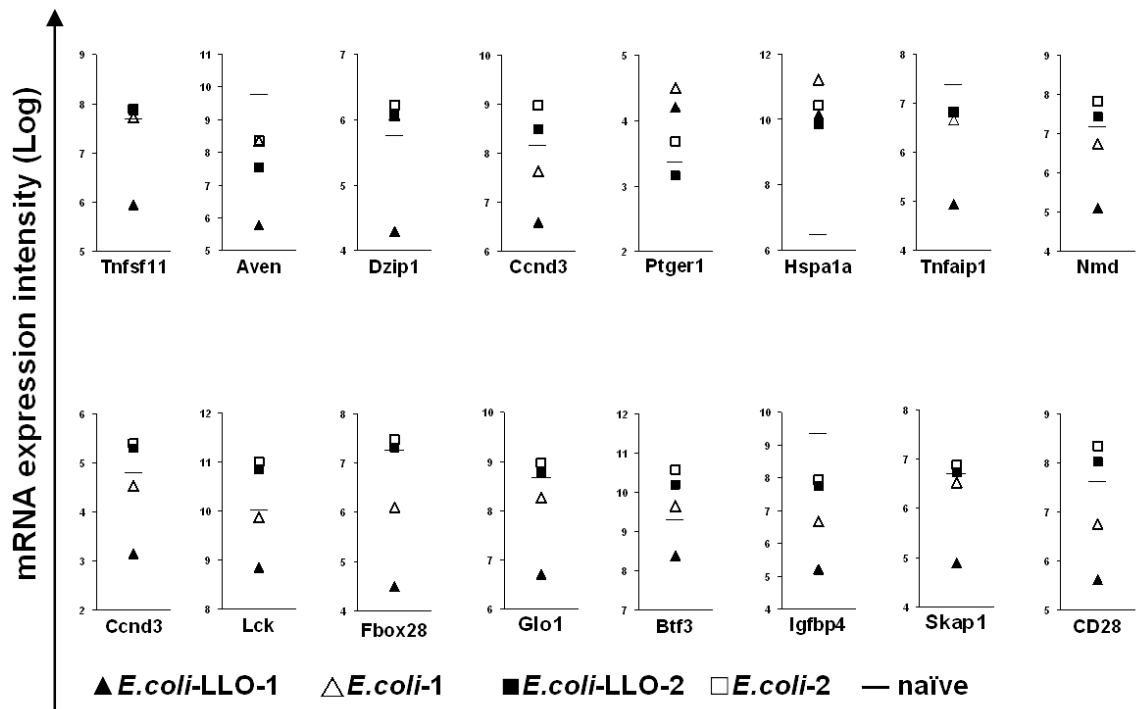 mRNA expression intensity (Log)
9 8 7 6 5
11 10 9 8 7 6 5
7 6 5 4
10 9 8 7 6
5 4 3 2
12 10 8 6
8 7 6 5 4
9 8 7 6 5 4
Tnfsf11 Aven Dzip1 Ccnd3 Ptger1 Hspa1a Tnfaip1 Nmd
6 5 4 3 2
12 11 10 9 8
8 7 6 5 4
10 9 8 7 6
12 11 10 9 8 7
10 9 8 7 6 5 4
8 7 6 5 4
9 8 7 6 5
Ccnd3 Lck Fbox28 Glo1 Btf3 Igfbp4 Skap1 CD28
E.coli-LLO-1 E.coli-1 E.coli-LLO-2 E.coli-2 naïve